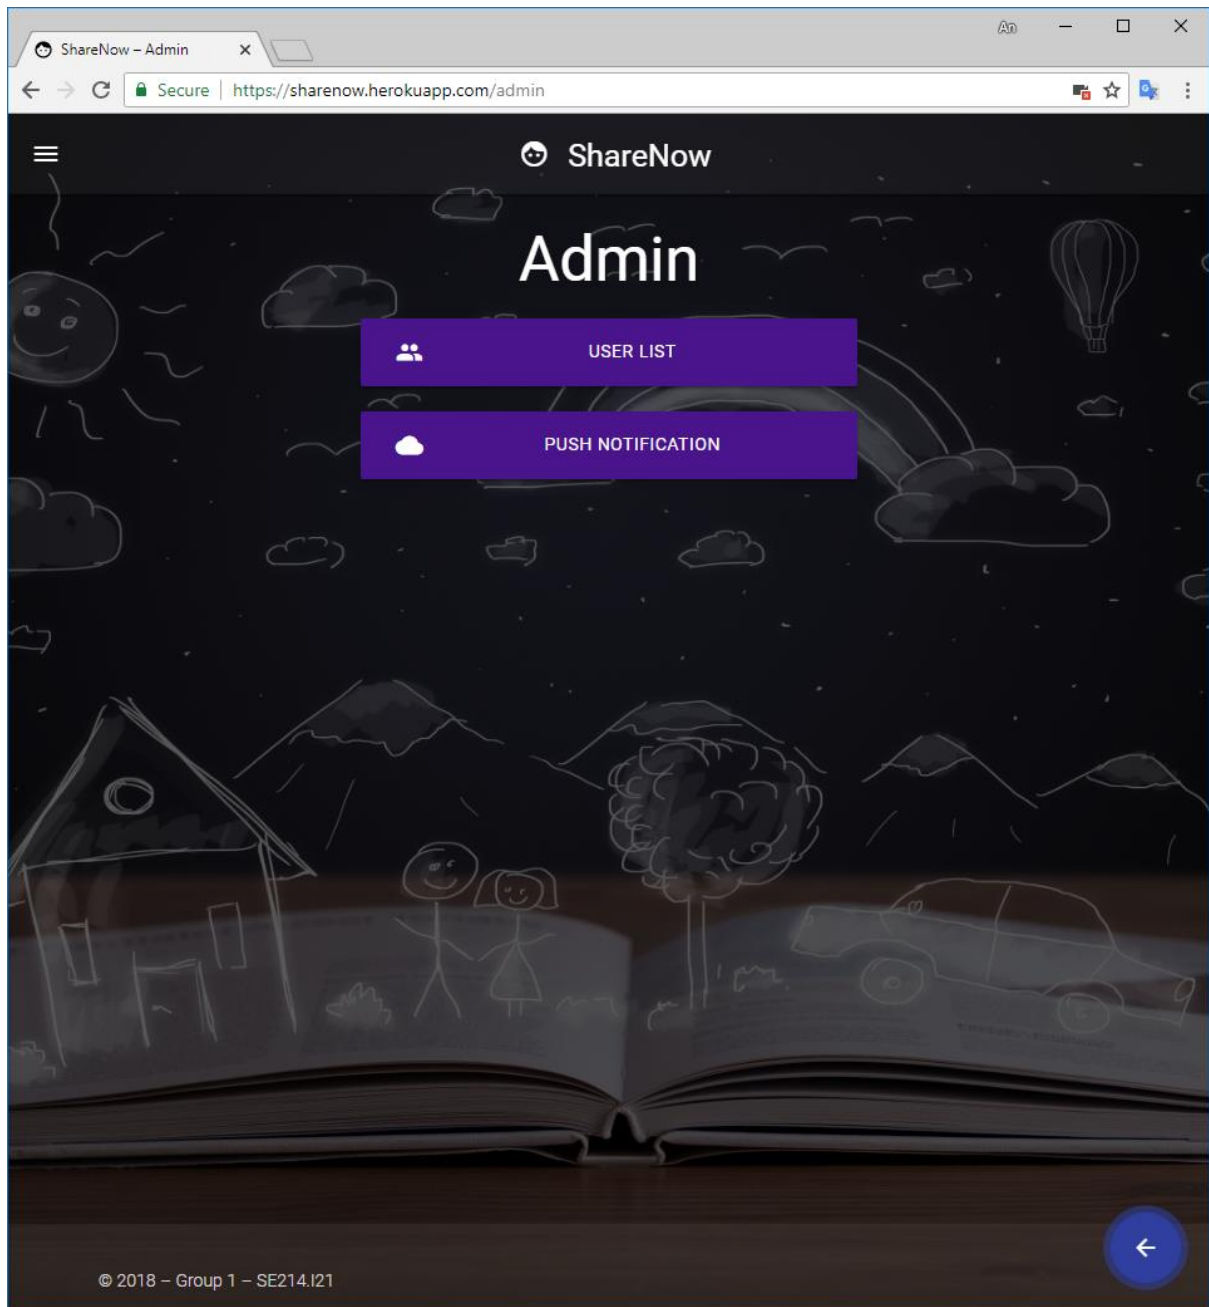 An
ShareNow – Admin
Secure | https://sharenow.herokuapp.com/admin
ShareNow
Admin
USER LIST
PUSH NOTIFICATION
© 2018 – Group 1 – SE214.I21